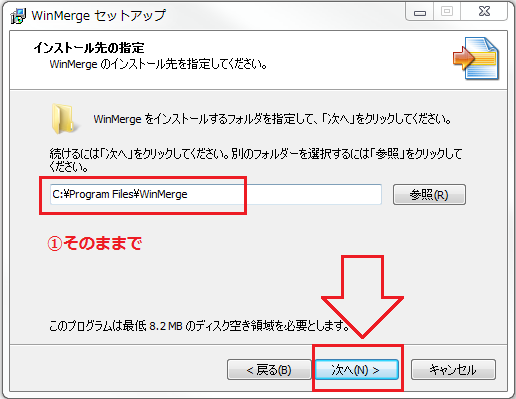 WinMerge セットアップ
インストール先の指定
WinMerge のインストール先を指定してください。
WinMerge をインストールするフォルダを指定して、「次へ」をクリックしてください。
続けるには「次へ」をクリックしてください。別のフォルダーを選択するには「参照」をクリックして
ください。
C:¥Program Files¥WinMerge
参照(R)
①そのままで
このプログラムは最低 8.2 MB のディスク空き領域を必要とします。
< 戻る(B)
次へ(N) >
キャンセル